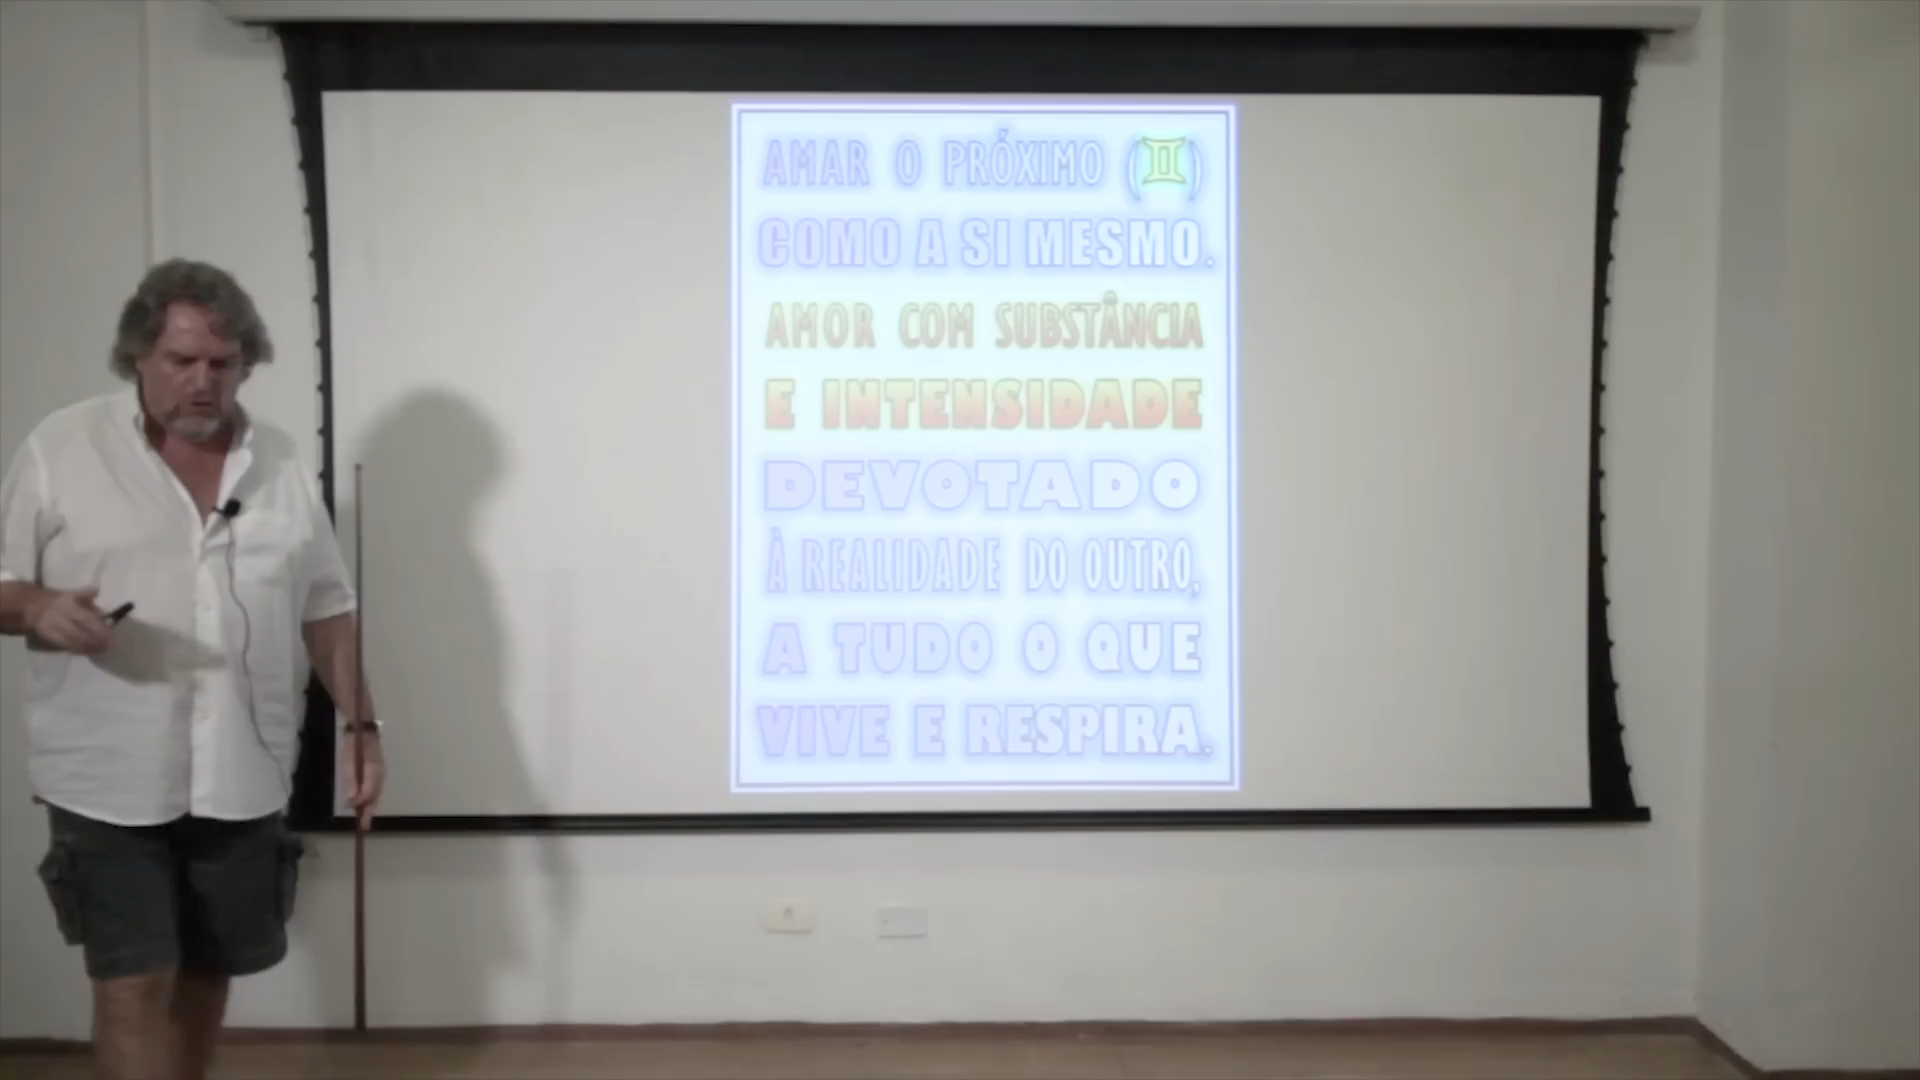 AMAR O PRÓXIMO (♊)
COMO A SI MESMO.
AMOR COM SUBSTÂNCIA
E INTENSIDADE
DEVOTADO
À REALIDADE DO OUTRO,
A TUDO O QUE
VIVE E RESPIRA.